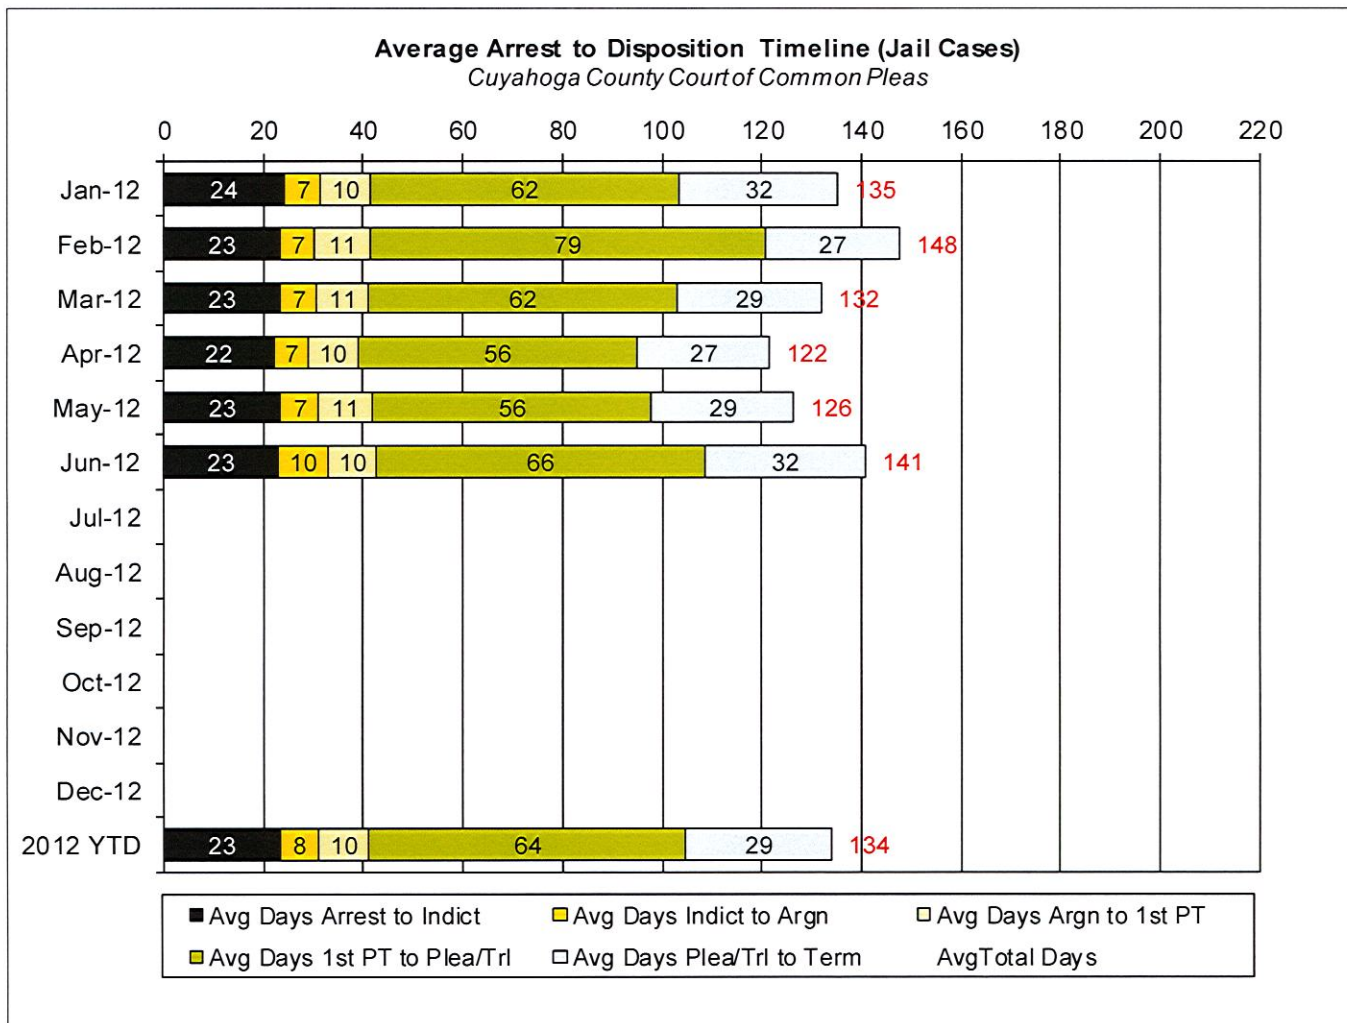 Average Arrest to Disposition Timeline (Jail Cases)
Cuyahoga County Court of Common Pleas
0 20 40 60 80 100 120 140 160 180 200 220
Jan-12 24 7 10 62 32 135
Feb-12 23 7 11 79 27 148
Mar-12 23 7 11 62 29 132
Apr-12 22 7 10 56 27 122
May-12 23 7 11 56 29 126
Jun-12 23 10 10 66 32 141
Jul-12
Aug-12
Sep-12
Oct-12
Nov-12
Dec-12
2012 YTD 23 8 10 64 29 134
Avg Days Arrest to Indict Avg Days Indict to Argn Avg Days Argn to 1st PT
Avg Days 1st PT to Plea/Trl Avg Days Plea/Trl to Term AvgTotal Days